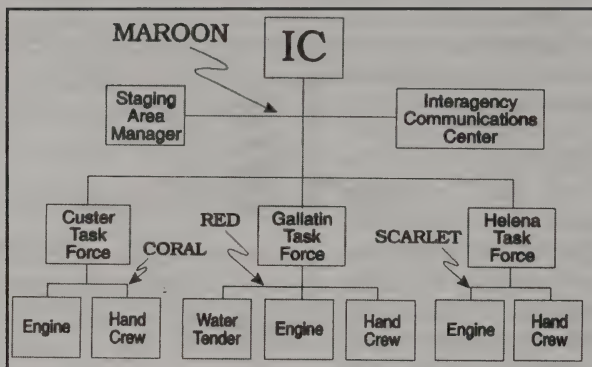 MAROON
IC
Staging
Area
Manager
Interagency
Communications
Center
Custer
Task
Force
CORAL
RED
Gallatin
Task
Force
SCARLET
Helena
Task
Force
Engine
Hand
Crew
Water
Tender
Engine
Hand
Crew
Engine
Hand
Crew